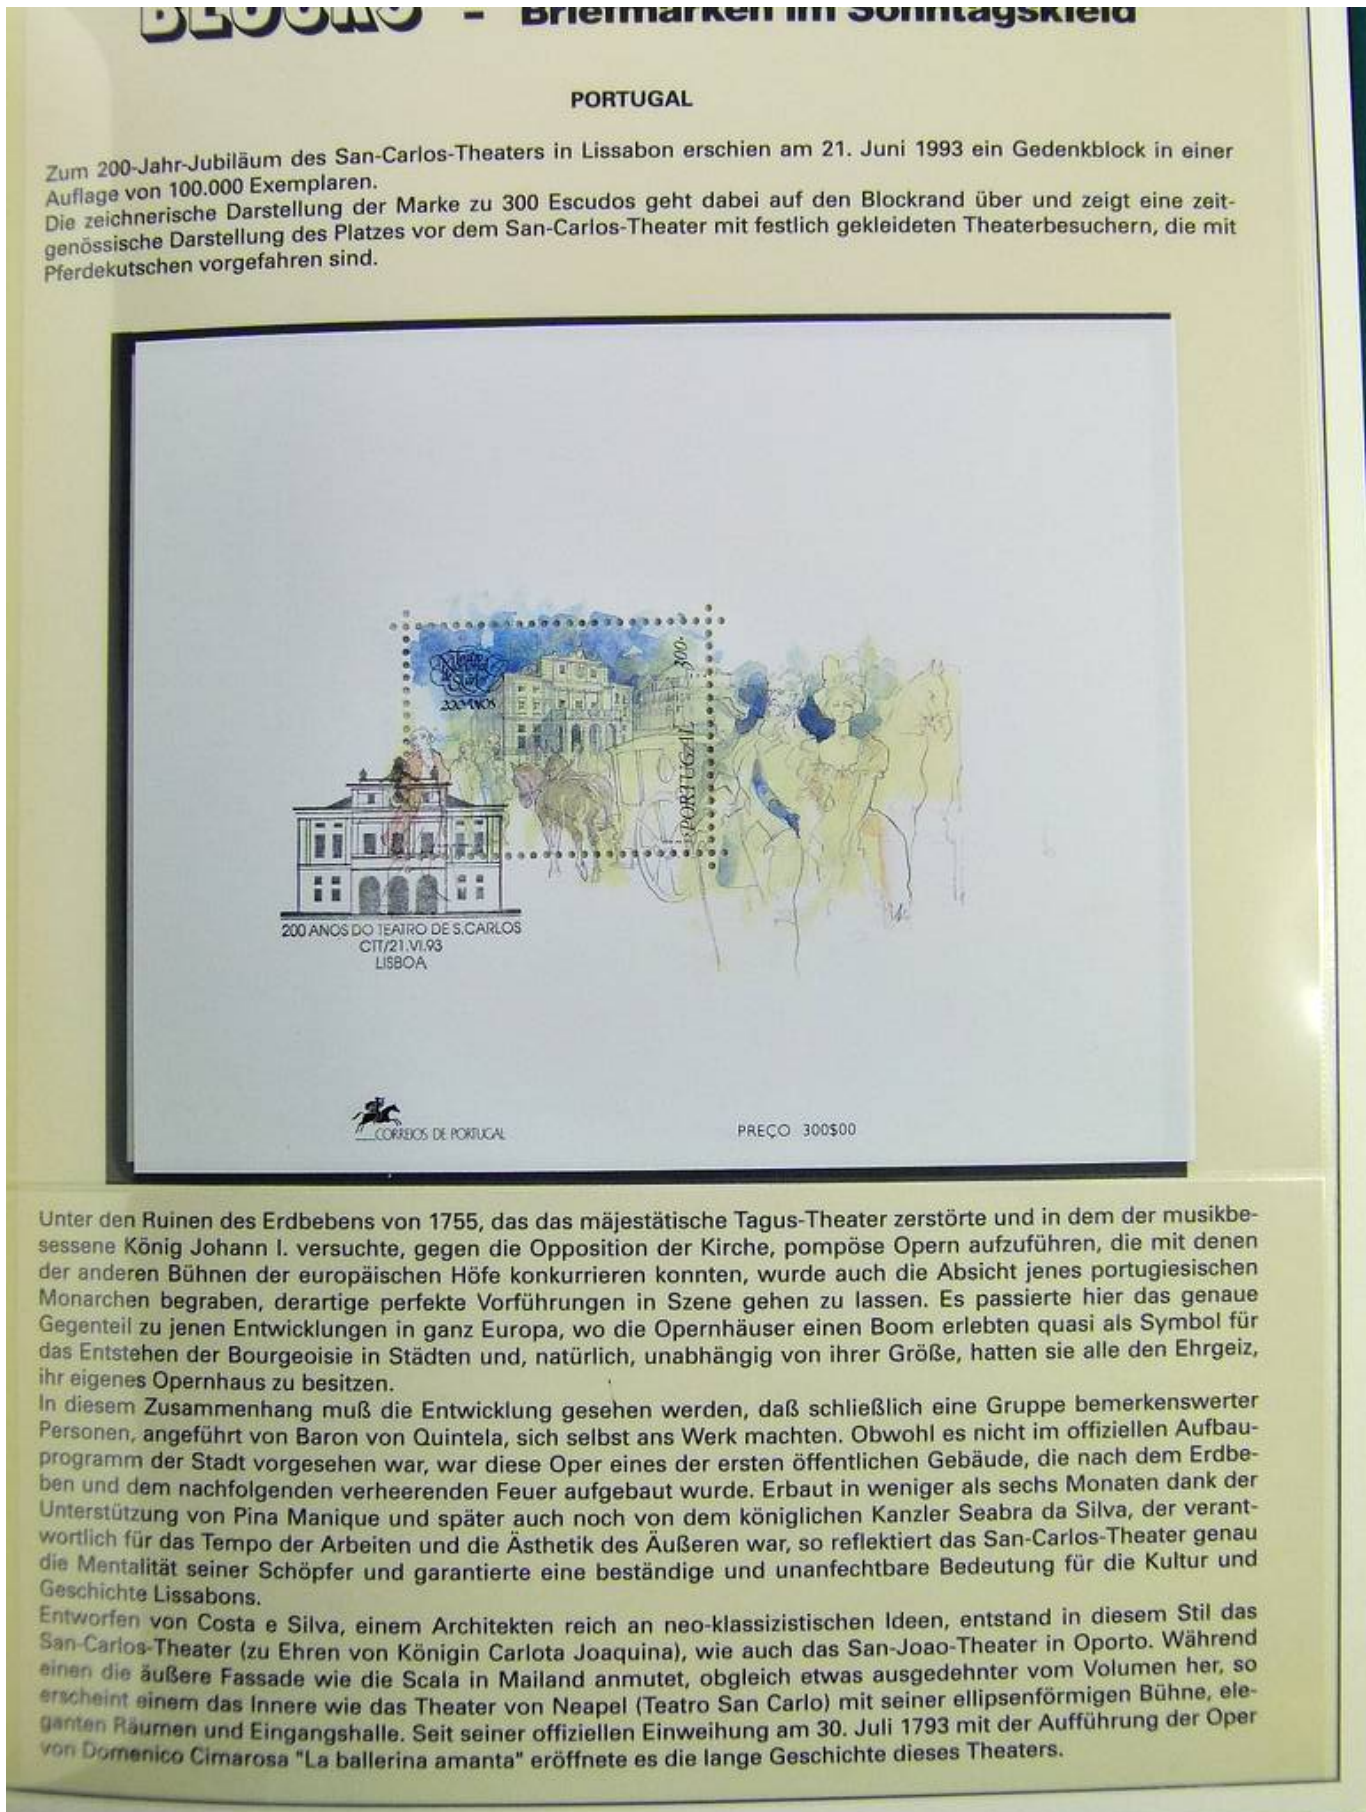 BLOCKS - Briefmarken im Sonntagskleid
PORTUGAL
Zum 200-Jahr-Jubiläum des San-Carlos-Theaters in Lissabon erschien am 21. Juni 1993 ein Gedenkblock in einer
Auflage von 100.000 Exemplaren.
Die zeichnerische Darstellung der Marke zu 300 Escudos geht dabei auf den Blockrand über und zeigt eine zeit-
genössische Darstellung des Platzes vor dem San-Carlos-Theater mit festlich gekleideten Theaterbesuchern, die mit
Pferdekutschen vorgefahren sind.
200 ANOS
300.
PORTUGAL
200 ANOS DO TEATRO DE S.CARLOS
CTT/21.VI.93
LISBOA
CORREIOS DE PORTUGAL
PREÇO 300$00
Unter den Ruinen des Erdbebens von 1755, das das mäjestätische Tagus-Theater zerstörte und in dem der musikbe-
sessene König Johann I. versuchte, gegen die Opposition der Kirche, pompöse Opern aufzuführen, die mit denen
der anderen Bühnen der europäischen Höfe konkurrieren konnten, wurde auch die Absicht jenes portugiesischen
Monarchen begraben, derartige perfekte Vorführungen in Szene gehen zu lassen. Es passierte hier das genaue
Gegenteil zu jenen Entwicklungen in ganz Europa, wo die Opernhäuser einen Boom erlebten quasi als Symbol für
das Entstehen der Bourgeoisie in Städten und, natürlich, unabhängig von ihrer Größe, hatten sie alle den Ehrgeiz,
ihr eigenes Opernhaus zu besitzen.
In diesem Zusammenhang muß die Entwicklung gesehen werden, daß schließlich eine Gruppe bemerkenswerter
Personen, angeführt von Baron von Quintela, sich selbst ans Werk machten. Obwohl es nicht im offiziellen Aufbau-
programm der Stadt vorgesehen war, war diese Oper eines der ersten öffentlichen Gebäude, die nach dem Erdbe-
ben und dem nachfolgenden verheerenden Feuer aufgebaut wurde. Erbaut in weniger als sechs Monaten dank der
Unterstützung von Pina Manique und später auch noch von dem königlichen Kanzler Seabra da Silva, der verant-
wortlich für das Tempo der Arbeiten und die Ästhetik des Äußeren war, so reflektiert das San-Carlos-Theater genau
die Mentalität seiner Schöpfer und garantierte eine beständige und unanfechtbare Bedeutung für die Kultur und
Geschichte Lissabons.
Entworfen von Costa e Silva, einem Architekten reich an neo-klassizistischen Ideen, entstand in diesem Stil das
San-Carlos-Theater (zu Ehren von Königin Carlota Joaquina), wie auch das San-Joao-Theater in Oporto. Während
einen die äußere Fassade wie die Scala in Mailand anmutet, obgleich etwas ausgedehnter vom Volumen her, so
erscheint einem das Innere wie das Theater von Neapel (Teatro San Carlo) mit seiner ellipsenförmigen Bühne, ele-
ganten Räumen und Eingangshalle. Seit seiner offiziellen Einweihung am 30. Juli 1793 mit der Aufführung der Oper
von Domenico Cimarosa "La ballerina amanta" eröffnete es die lange Geschichte dieses Theaters.